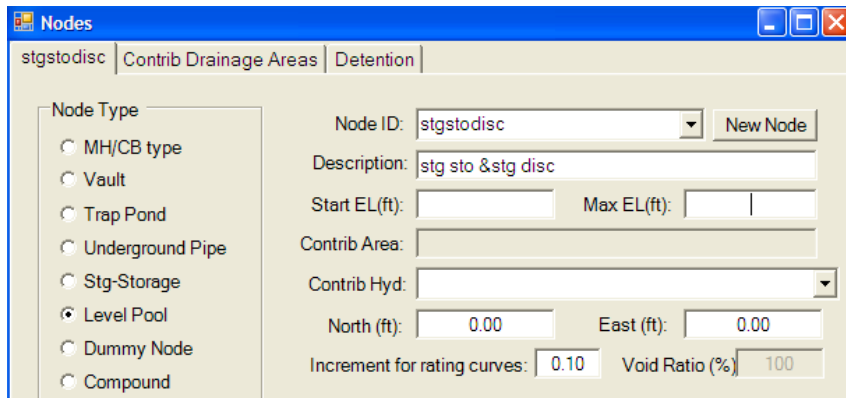 Nodes
stgstodisc Contrib Drainage Areas Detention
Node Type
MH/CB type
Vault
Trap Pond
Underground Pipe
Stg-Storage
Level Pool
Dummy Node
Compound
Node ID: stgstodisc New Node
Description: stg sto &stg disc
Start EL(ft): Max EL(ft):
Contrib Area:
Contrib Hyd:
North (ft): 0.00 East (ft): 0.00
Increment for rating curves: 0.10 Void Ratio (%) 100